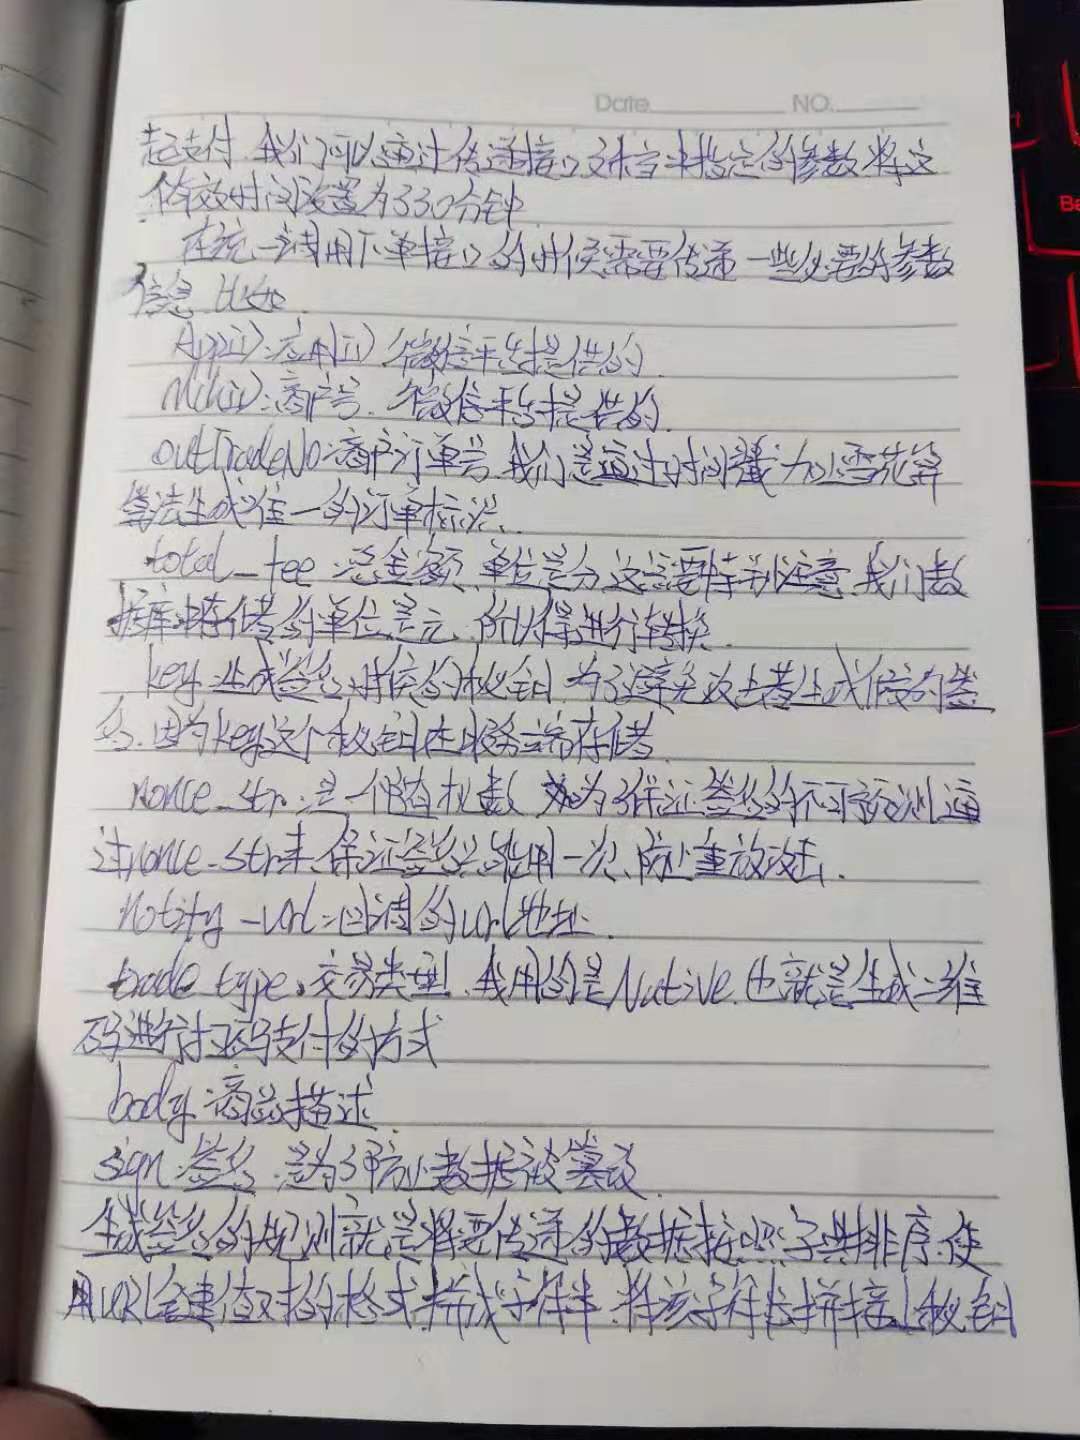 Date NO.
起支付.我们可以通过传递接口文档当中指定的参数 将这
个有效时间设置为330分钟
在统一调用下单接口的时候需要传递一些必要的参数
信息 比如
AppID:应用ID 微信平台提供的.
MchID:商户号. 微信平台提供的.
outTradeNo:商户订单号.我们是通过时间戳加上雪花算
算法生成唯一的订单标识.
total_fee:总金额,单位是分这点要特别注意.我们数
据库中存储的单位是元.所以得进行转换.
key:生成签名时候的秘钥.为了避免攻击者生成假的签
名.因为key这个秘钥在服务端存储.
nonce_str:是一个随机数 为了保证签名的不可预测通
过nonce_str来保证签名只能用一次.防止重放攻击.
notify_url:回调的url地址.
trade type:交易类型.我用的是Native.也就是生成二维
码进行扫码支付的方式
body:商品描述.
sign:签名.是为了防止数据被篡改.
生成签名的规则就是将要传递的数据按照字典排序.使
用URL键值对的格式拼成字符串.将该字符串拼接上秘钥